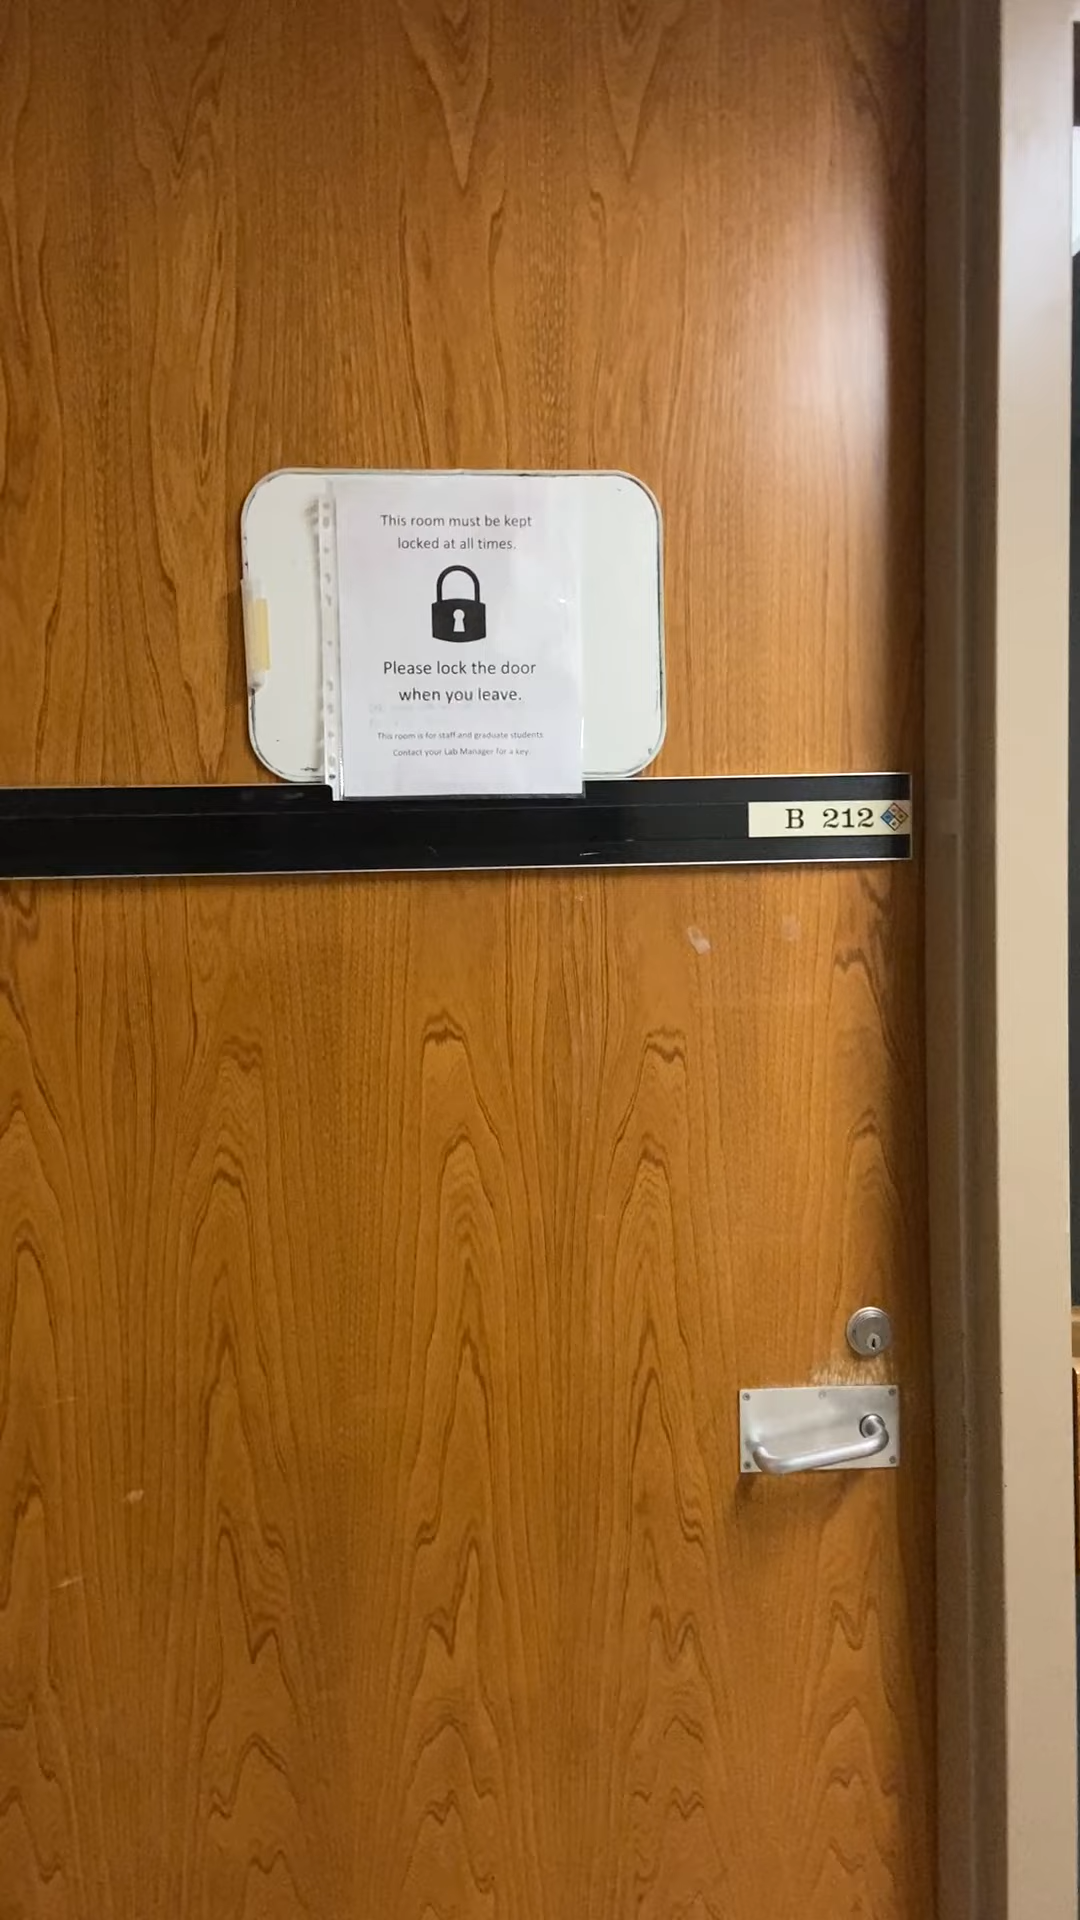 This room must be kept
locked at all times.
Please lock the door
when you leave.
This room is for staff and graduate students
Contact your Lab Manager for a key
B 212